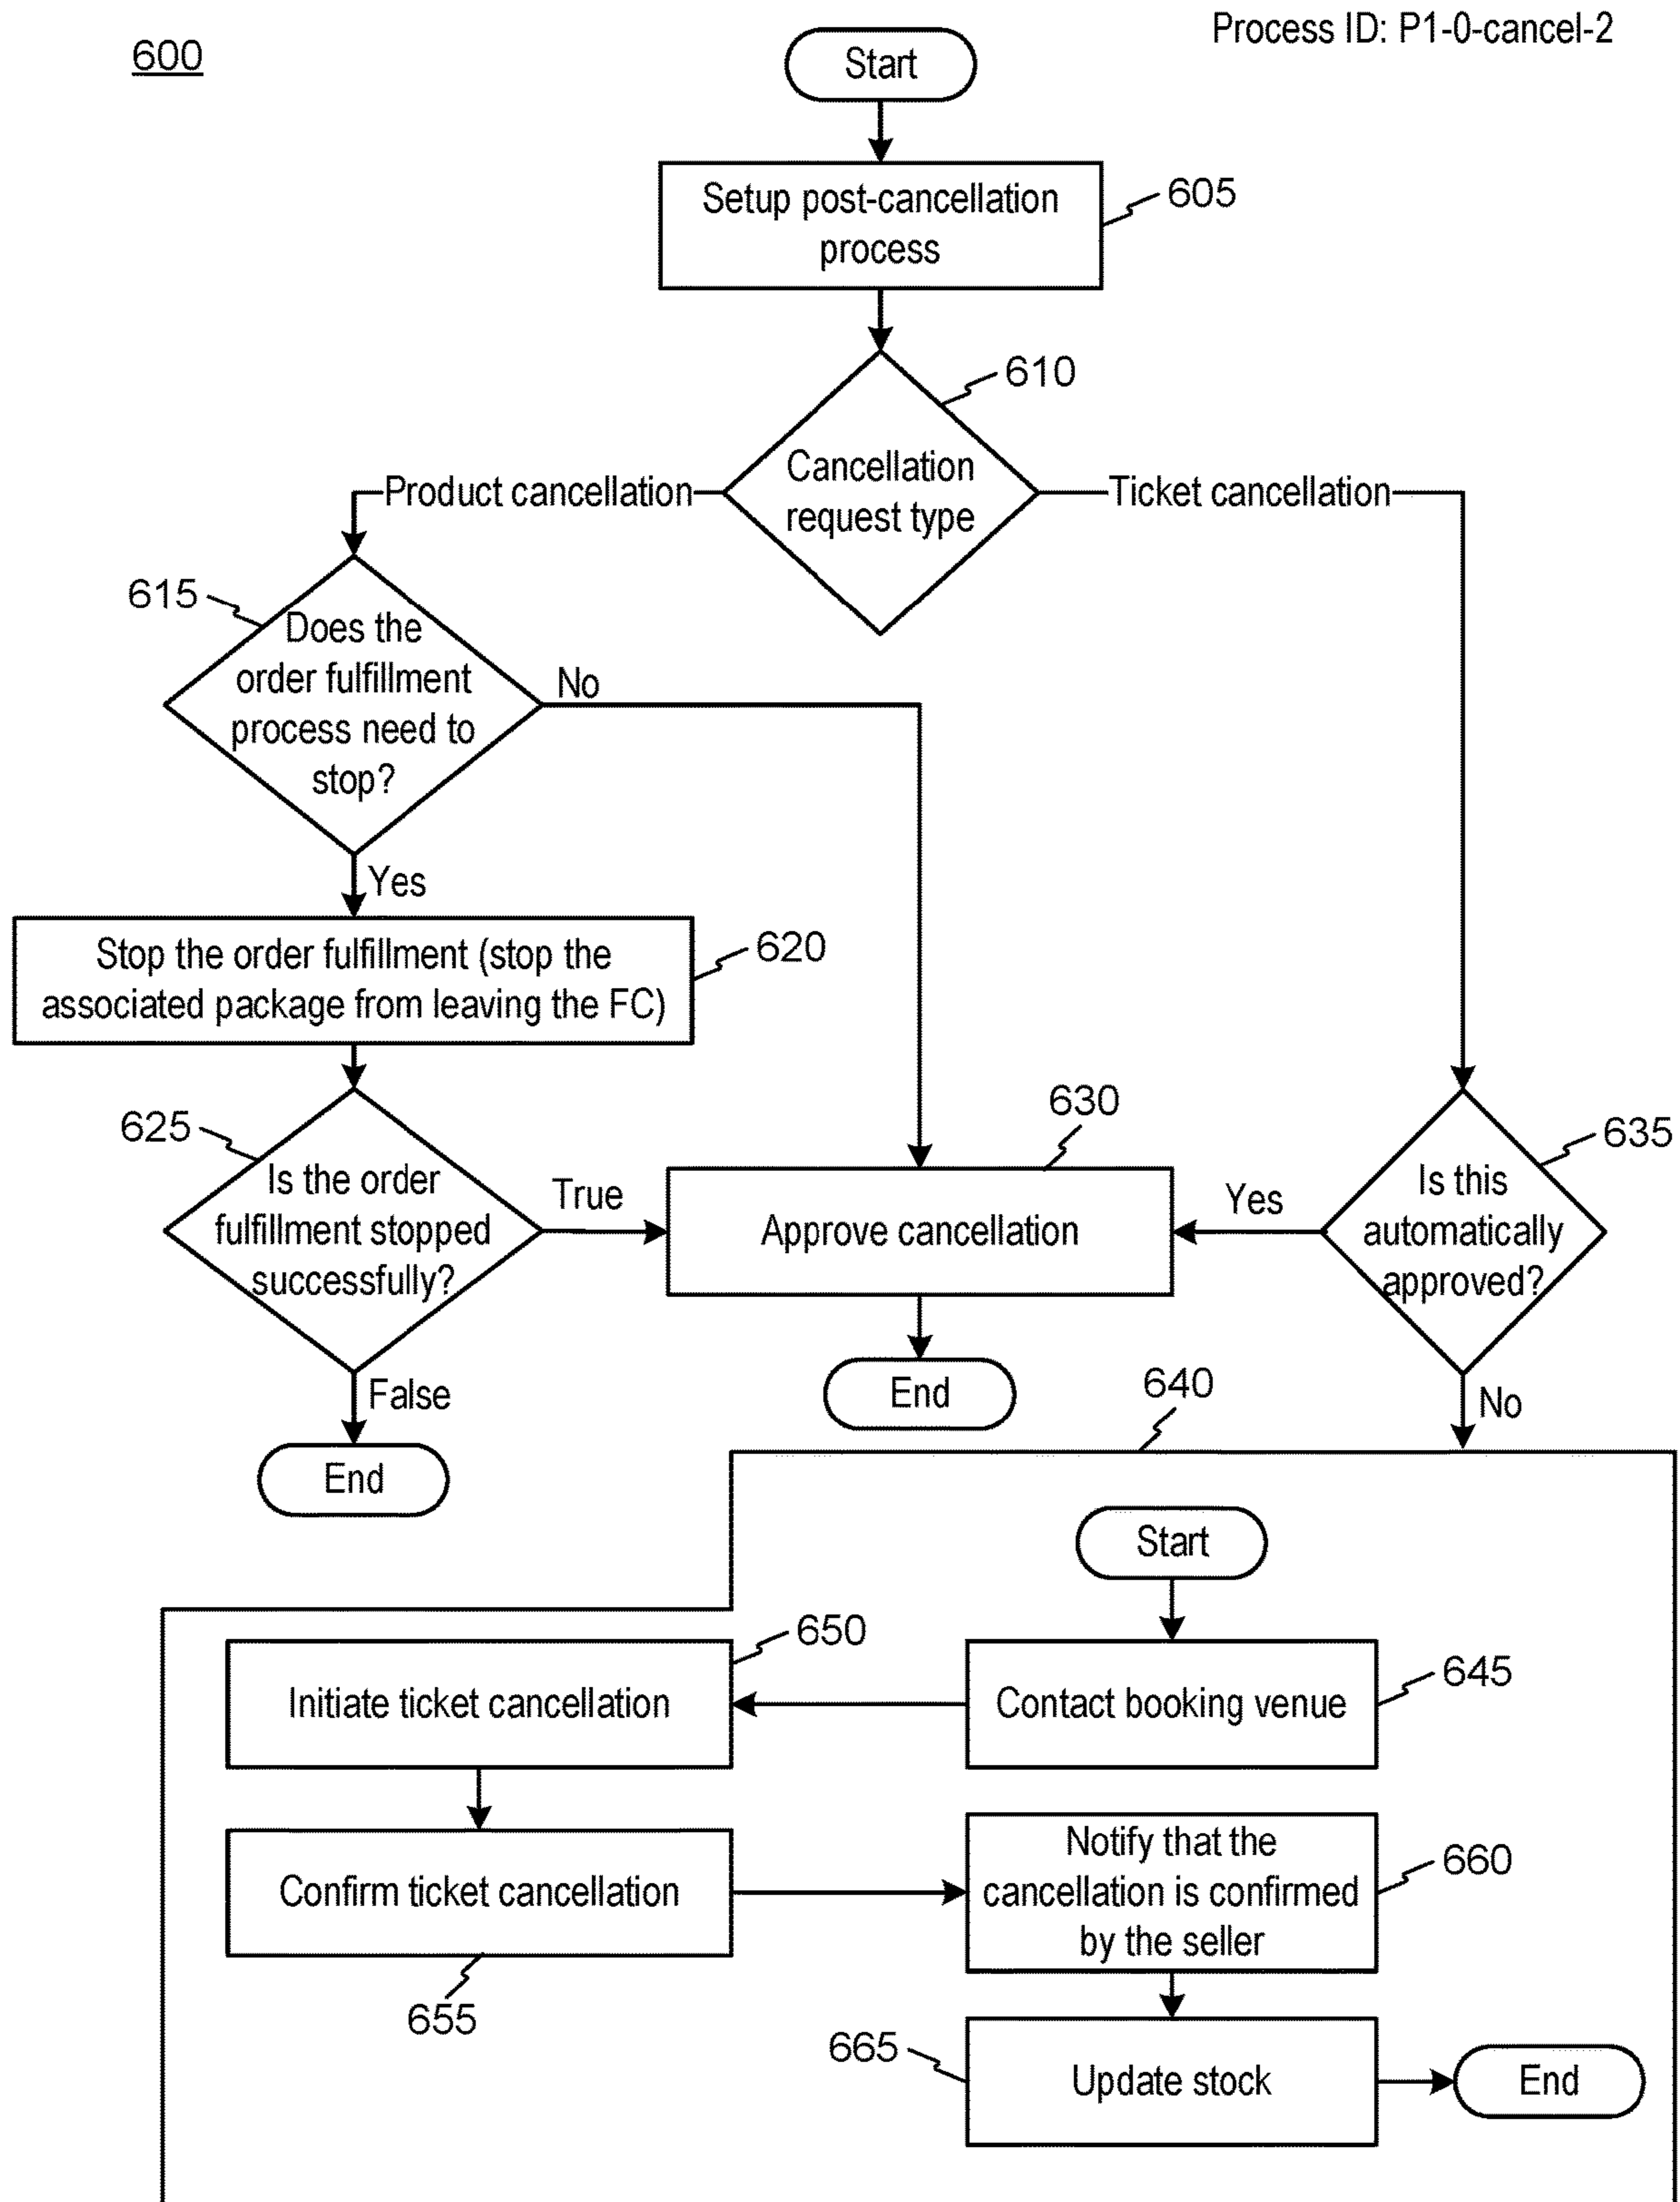 Process ID: P1-0-cancel-2
600
Start
Setup post-cancellation
process
605
610
Cancellation
request type
Product cancellation
Ticket cancellation
615
Does the
order fulfillment
process need to
stop?
No
Yes
Stop the order fulfillment (stop the
associated package from leaving the FC)
620
625
Is the order
fulfillment stopped
successfully?
True
False
End
630
Approve cancellation
End
635
Is this
automatically
approved?
Yes
No
640
Start
645
Contact booking venue
650
Initiate ticket cancellation
Confirm ticket cancellation
655
Notify that the
cancellation is confirmed
by the seller
660
665
Update stock
End